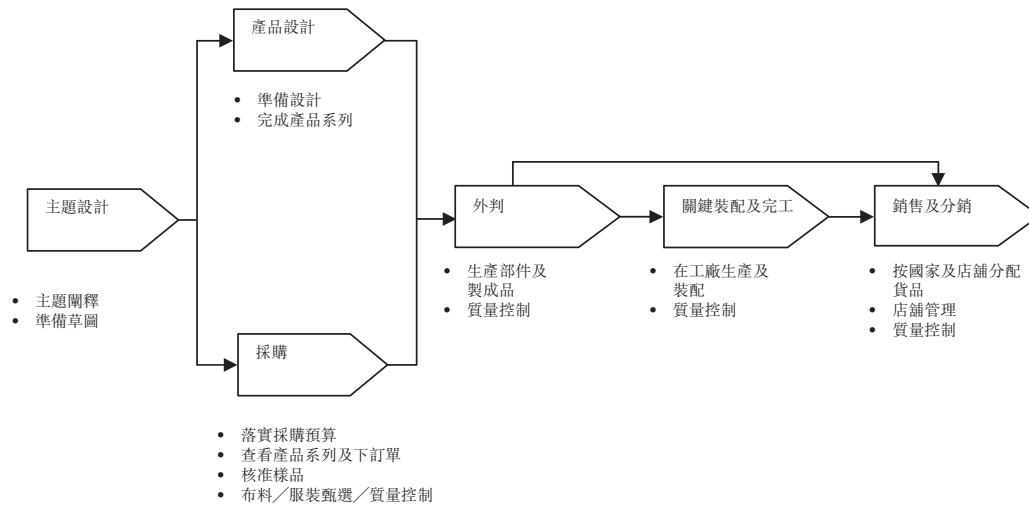 產品設計
• 準備設計
• 完成產品系列
主題設計
• 主題闡釋
• 準備草圖
採購
• 落實採購預算
• 查看產品系列及下訂單
• 核准樣品
• 布料╱服裝甄選╱質量控制
外判
• 生產部件及
製成品
• 質量控制
關鍵裝配及完工
• 在工廠生產及
裝配
• 質量控制
銷售及分銷
• 按國家及店舖分配
貨品
• 店舖管理
• 質量控制